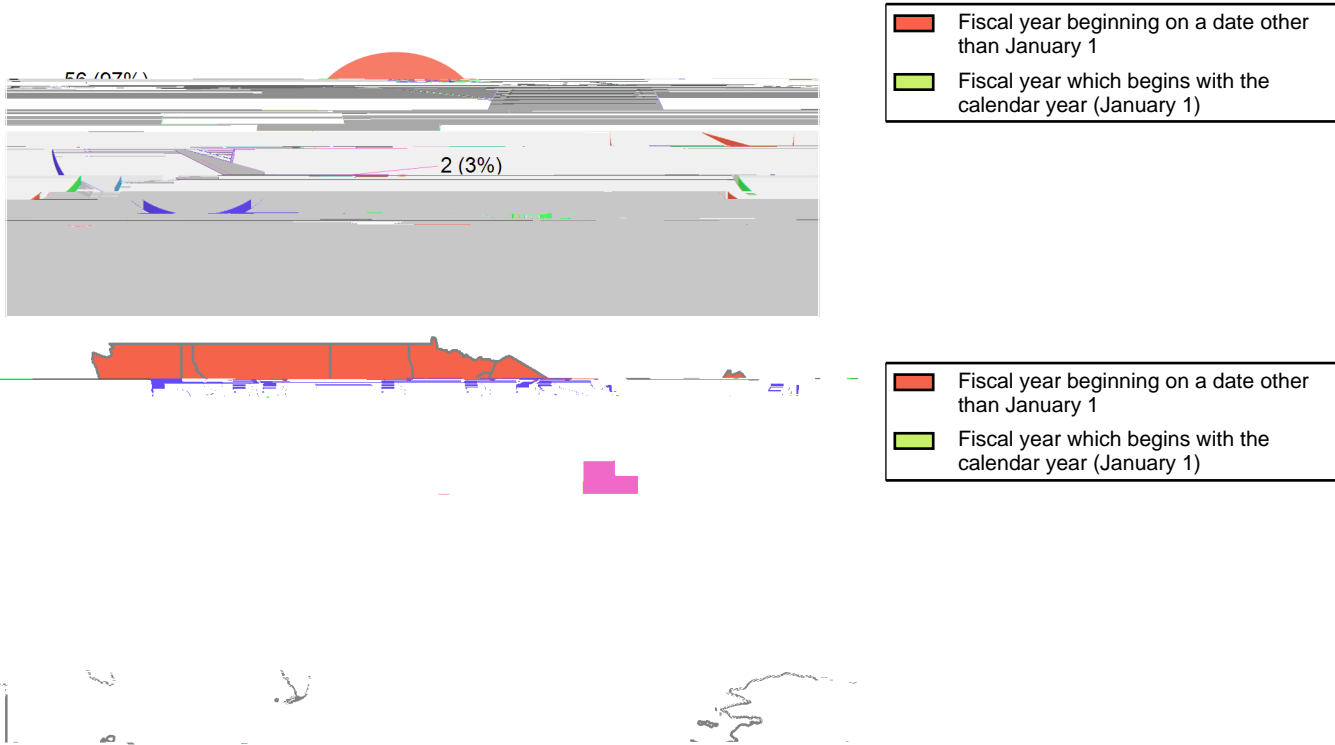 Fiscal year beginning on a date other
than January 1
Fiscal year which begins with the
calendar year (January 1)
56 (97%)
2 (3%)
Fiscal year beginning on a date other
than January 1
Fiscal year which begins with the
calendar year (January 1)